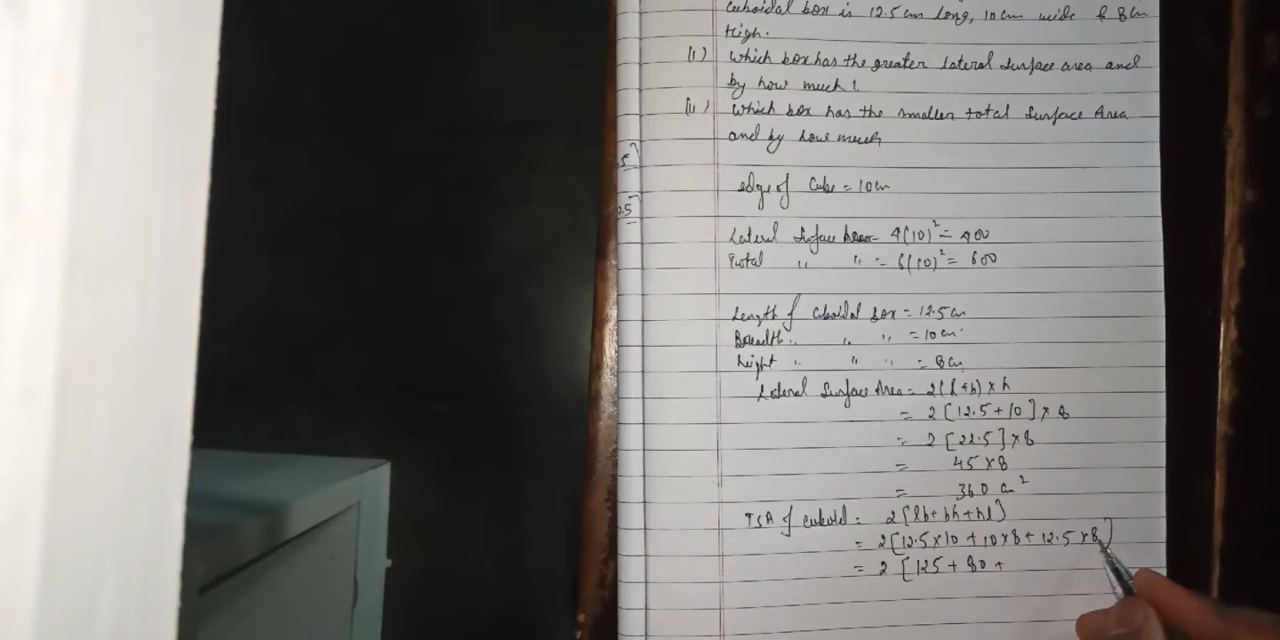 cuboidal box is 12.5 cm long, 10 cm wide & 8 cm
high.
(i) which box has the greater lateral surface area and
by how much?
(ii) which box has the smaller total surface Area
and by how much
5
edge of Cube = 10 cm
2.5
Lateral Surface Area = 4(10)² = 400
Total " " = 6(10)² = 600
Length of cuboidal box = 12.5 cm
Breadth " " " = 10 cm
height " " " = 8 cm
Lateral Surface Area = 2(l+b) × h
= 2[12.5 + 10] × 8
= 2[22.5] × 8
= 45 × 8
= 360 cm²
TSA of cuboid = 2[lb + bh + hl]
= 2[12.5 × 10 + 10 × 8 + 12.5 × 8]
= 2[125 + 80 +